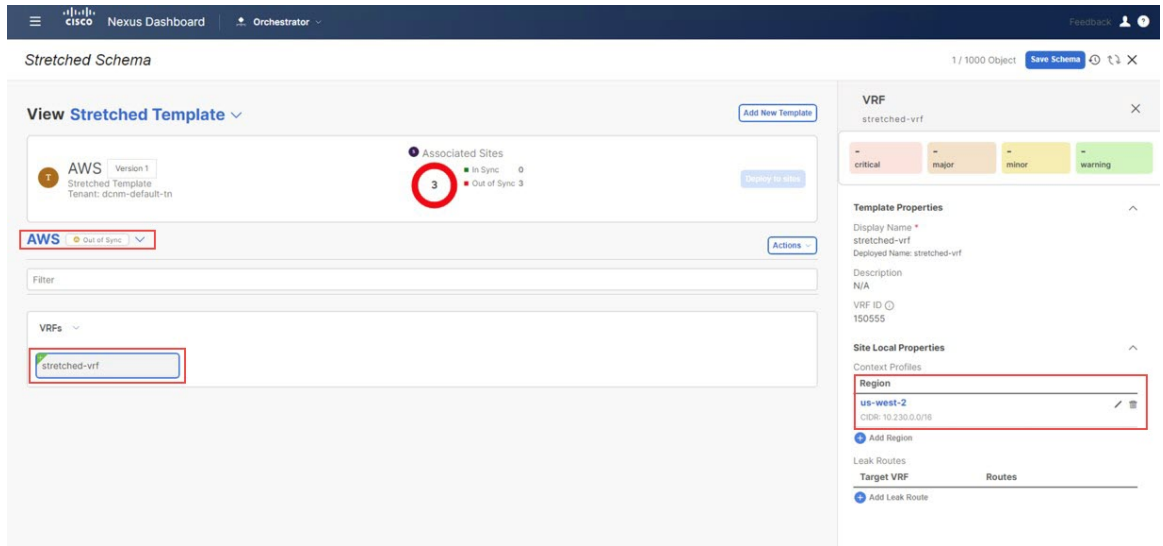 cisco Nexus Dashboard Orchestrator Feedback
Stretched Schema 1 / 1000 Object Save Schema
View Stretched Template Add New Template
T AWS Version 1
Stretched Template
Tenant: dcnm-default-tn
Associated Sites
3
In Sync 0
Out of Sync 3
Deploy to sites
AWS Out of Sync Actions
Filter
VRFs
stretched-vrf
VRF
stretched-vrf
- - - -
critical major minor warning
Template Properties
Display Name *
stretched-vrf
Deployed Name: stretched-vrf
Description
N/A
VRF ID
150555
Site Local Properties
Context Profiles
Region
us-west-2
CIDR: 10.230.0.0/16
Add Region
Leak Routes
Target VRF Routes
Add Leak Route